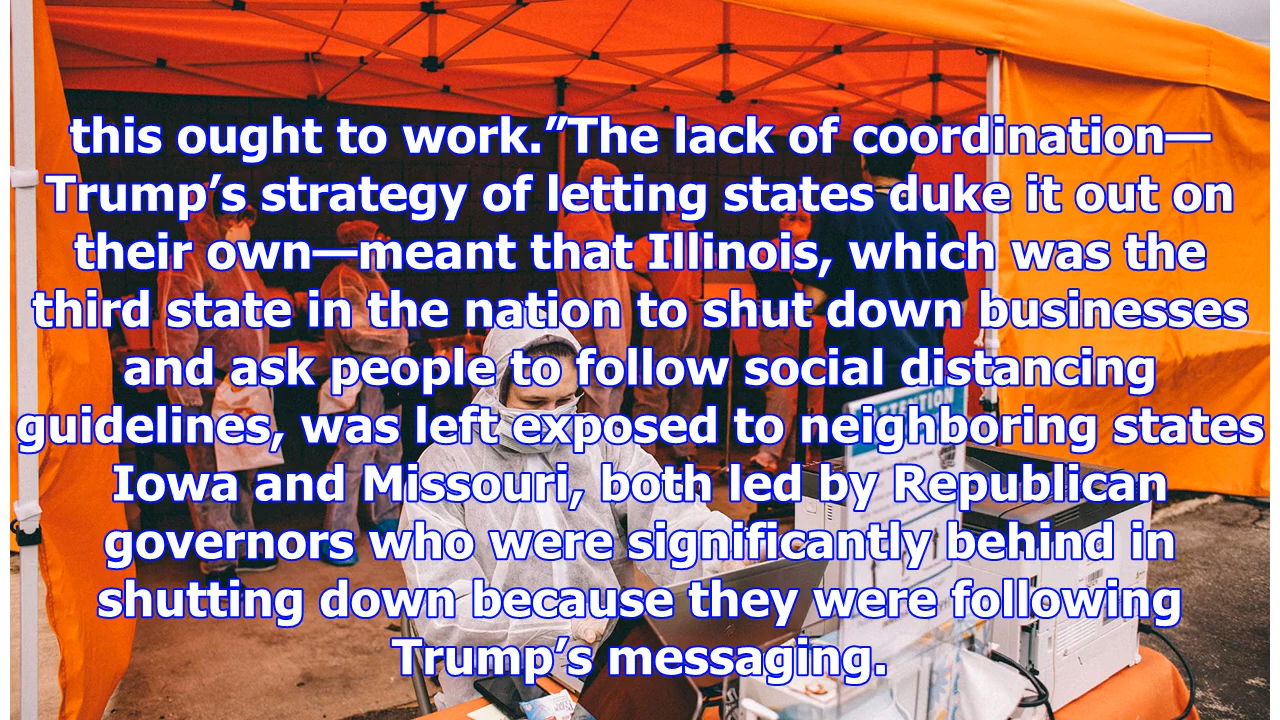 this ought to work.”The lack of coordination—
Trump’s strategy of letting states duke it out on
their own—meant that Illinois, which was the
third state in the nation to shut down businesses
and ask people to follow social distancing
guidelines, was left exposed to neighboring states
Iowa and Missouri, both led by Republican
governors who were significantly behind in
shutting down because they were following
Trump’s messaging.
ATTENTION